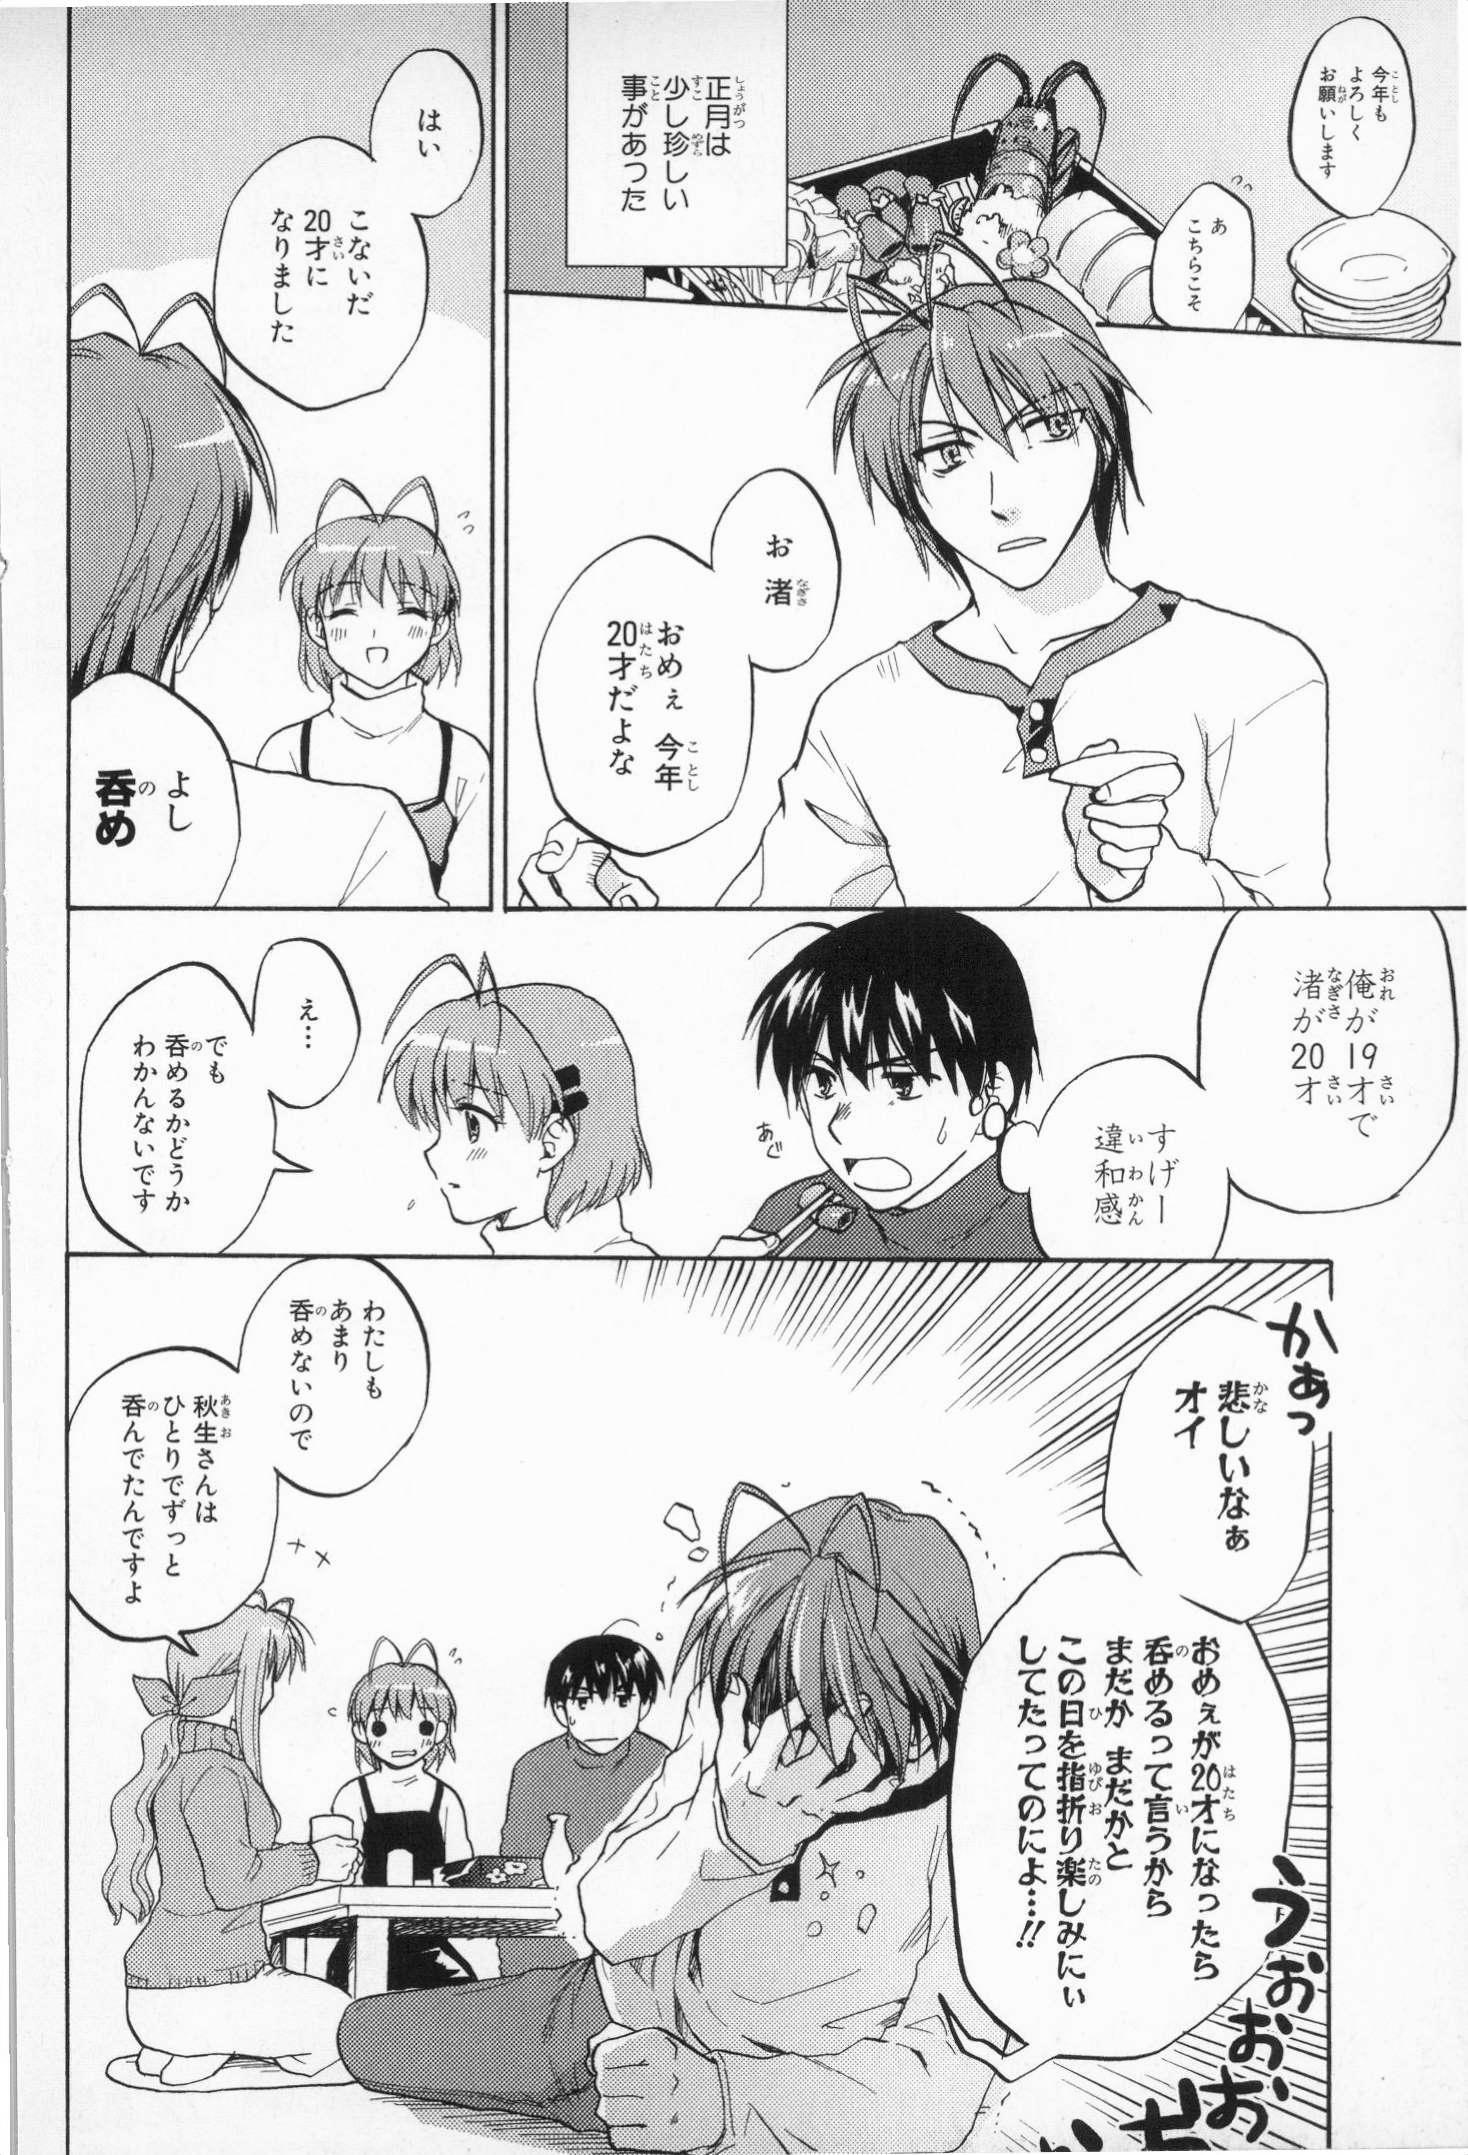 今年も
よろしく
お願いします
あ
こちらこそ
正月は
少し珍しい
事があった
お 渚
おめぇ 今年
20才だよな
はい
こないだ
20才に
なりました
よし
呑め
俺が19才で
渚が20才
すげー
違和感
あぐ
え…
でも
呑めるかどうか
わかんないです
かぁっ
悲しいなぁ
オイ
おめぇが20才になったら
呑めるって言うから
まだか まだかと
この日を指折り楽しみにぃ
してたってのによ……!!
うぉおおお
わたしも
あまり
呑めないので
秋生さんは
ひとりでずっと
呑んでたんですよ